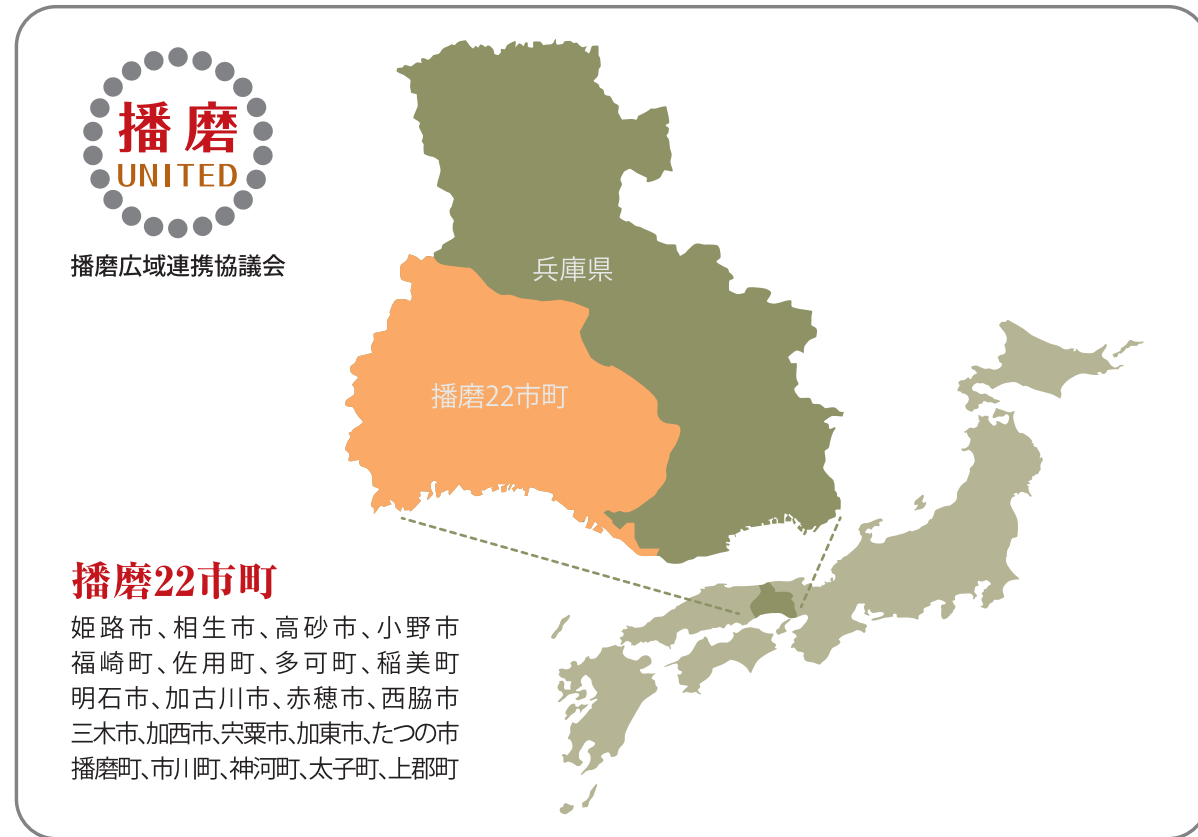 播磨
UNITED
播磨広域連携協議会
兵庫県
播磨22市町
播磨22市町
姫路市、相生市、高砂市、小野市
福崎町、佐用町、多可町、稲美町
明石市、加古川市、赤穂市、西脇市
三木市、加西市、宍粟市、加東市、たつの市
播磨町、市川町、神河町、太子町、上郡町